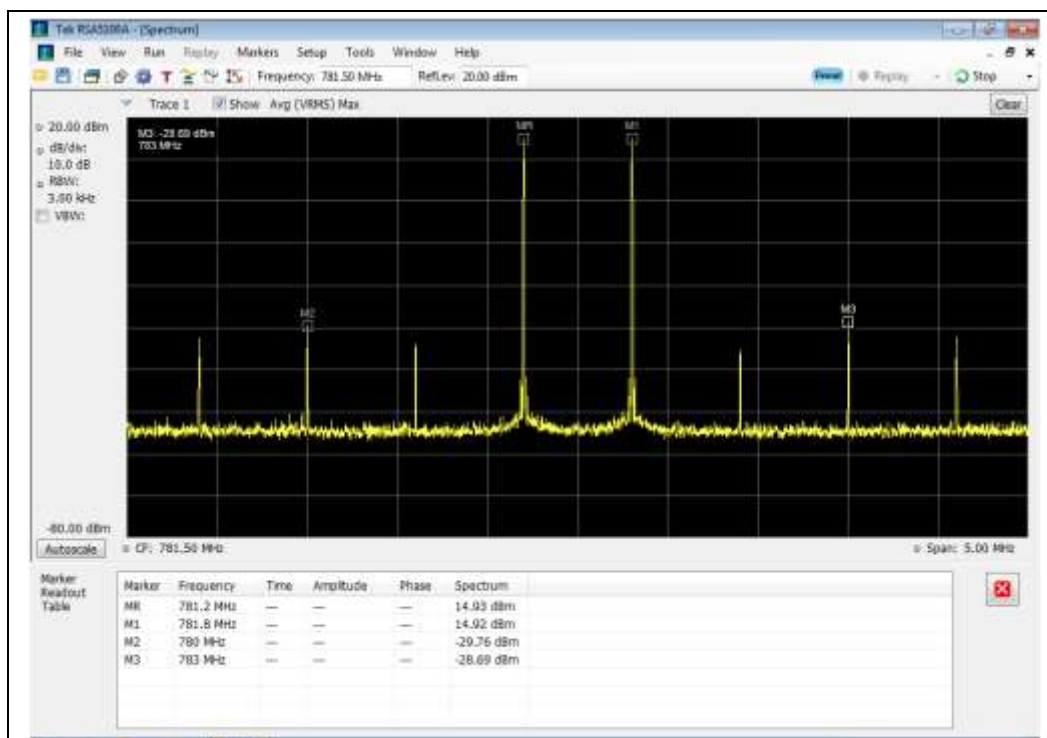 Tek RSA5100A - [Spectrum]
File View Run Replay Markers Setup Tools Window Help
Frequency: 781.50 MHz RefLev: 20.00 dBm Preset Replay Stop
Trace 1 Show Avg (VRMS) Max Clear
20.00 dBm
dB/div:
10.0 dB
RBW:
3.00 kHz
VBW:
M3: -28.69 dBm
783 MHz
MR
M1
M2
M3
-80.00 dBm
Autoscale CF: 781.50 MHz Span: 5.00 MHz
Marker
Readout
Table
Marker Frequency Time Amplitude Phase Spectrum
MR 781.2 MHz --- --- --- 14.93 dBm
M1 781.8 MHz --- --- --- 14.92 dBm
M2 780 MHz --- --- --- -29.76 dBm
M3 783 MHz --- --- --- -28.69 dBm